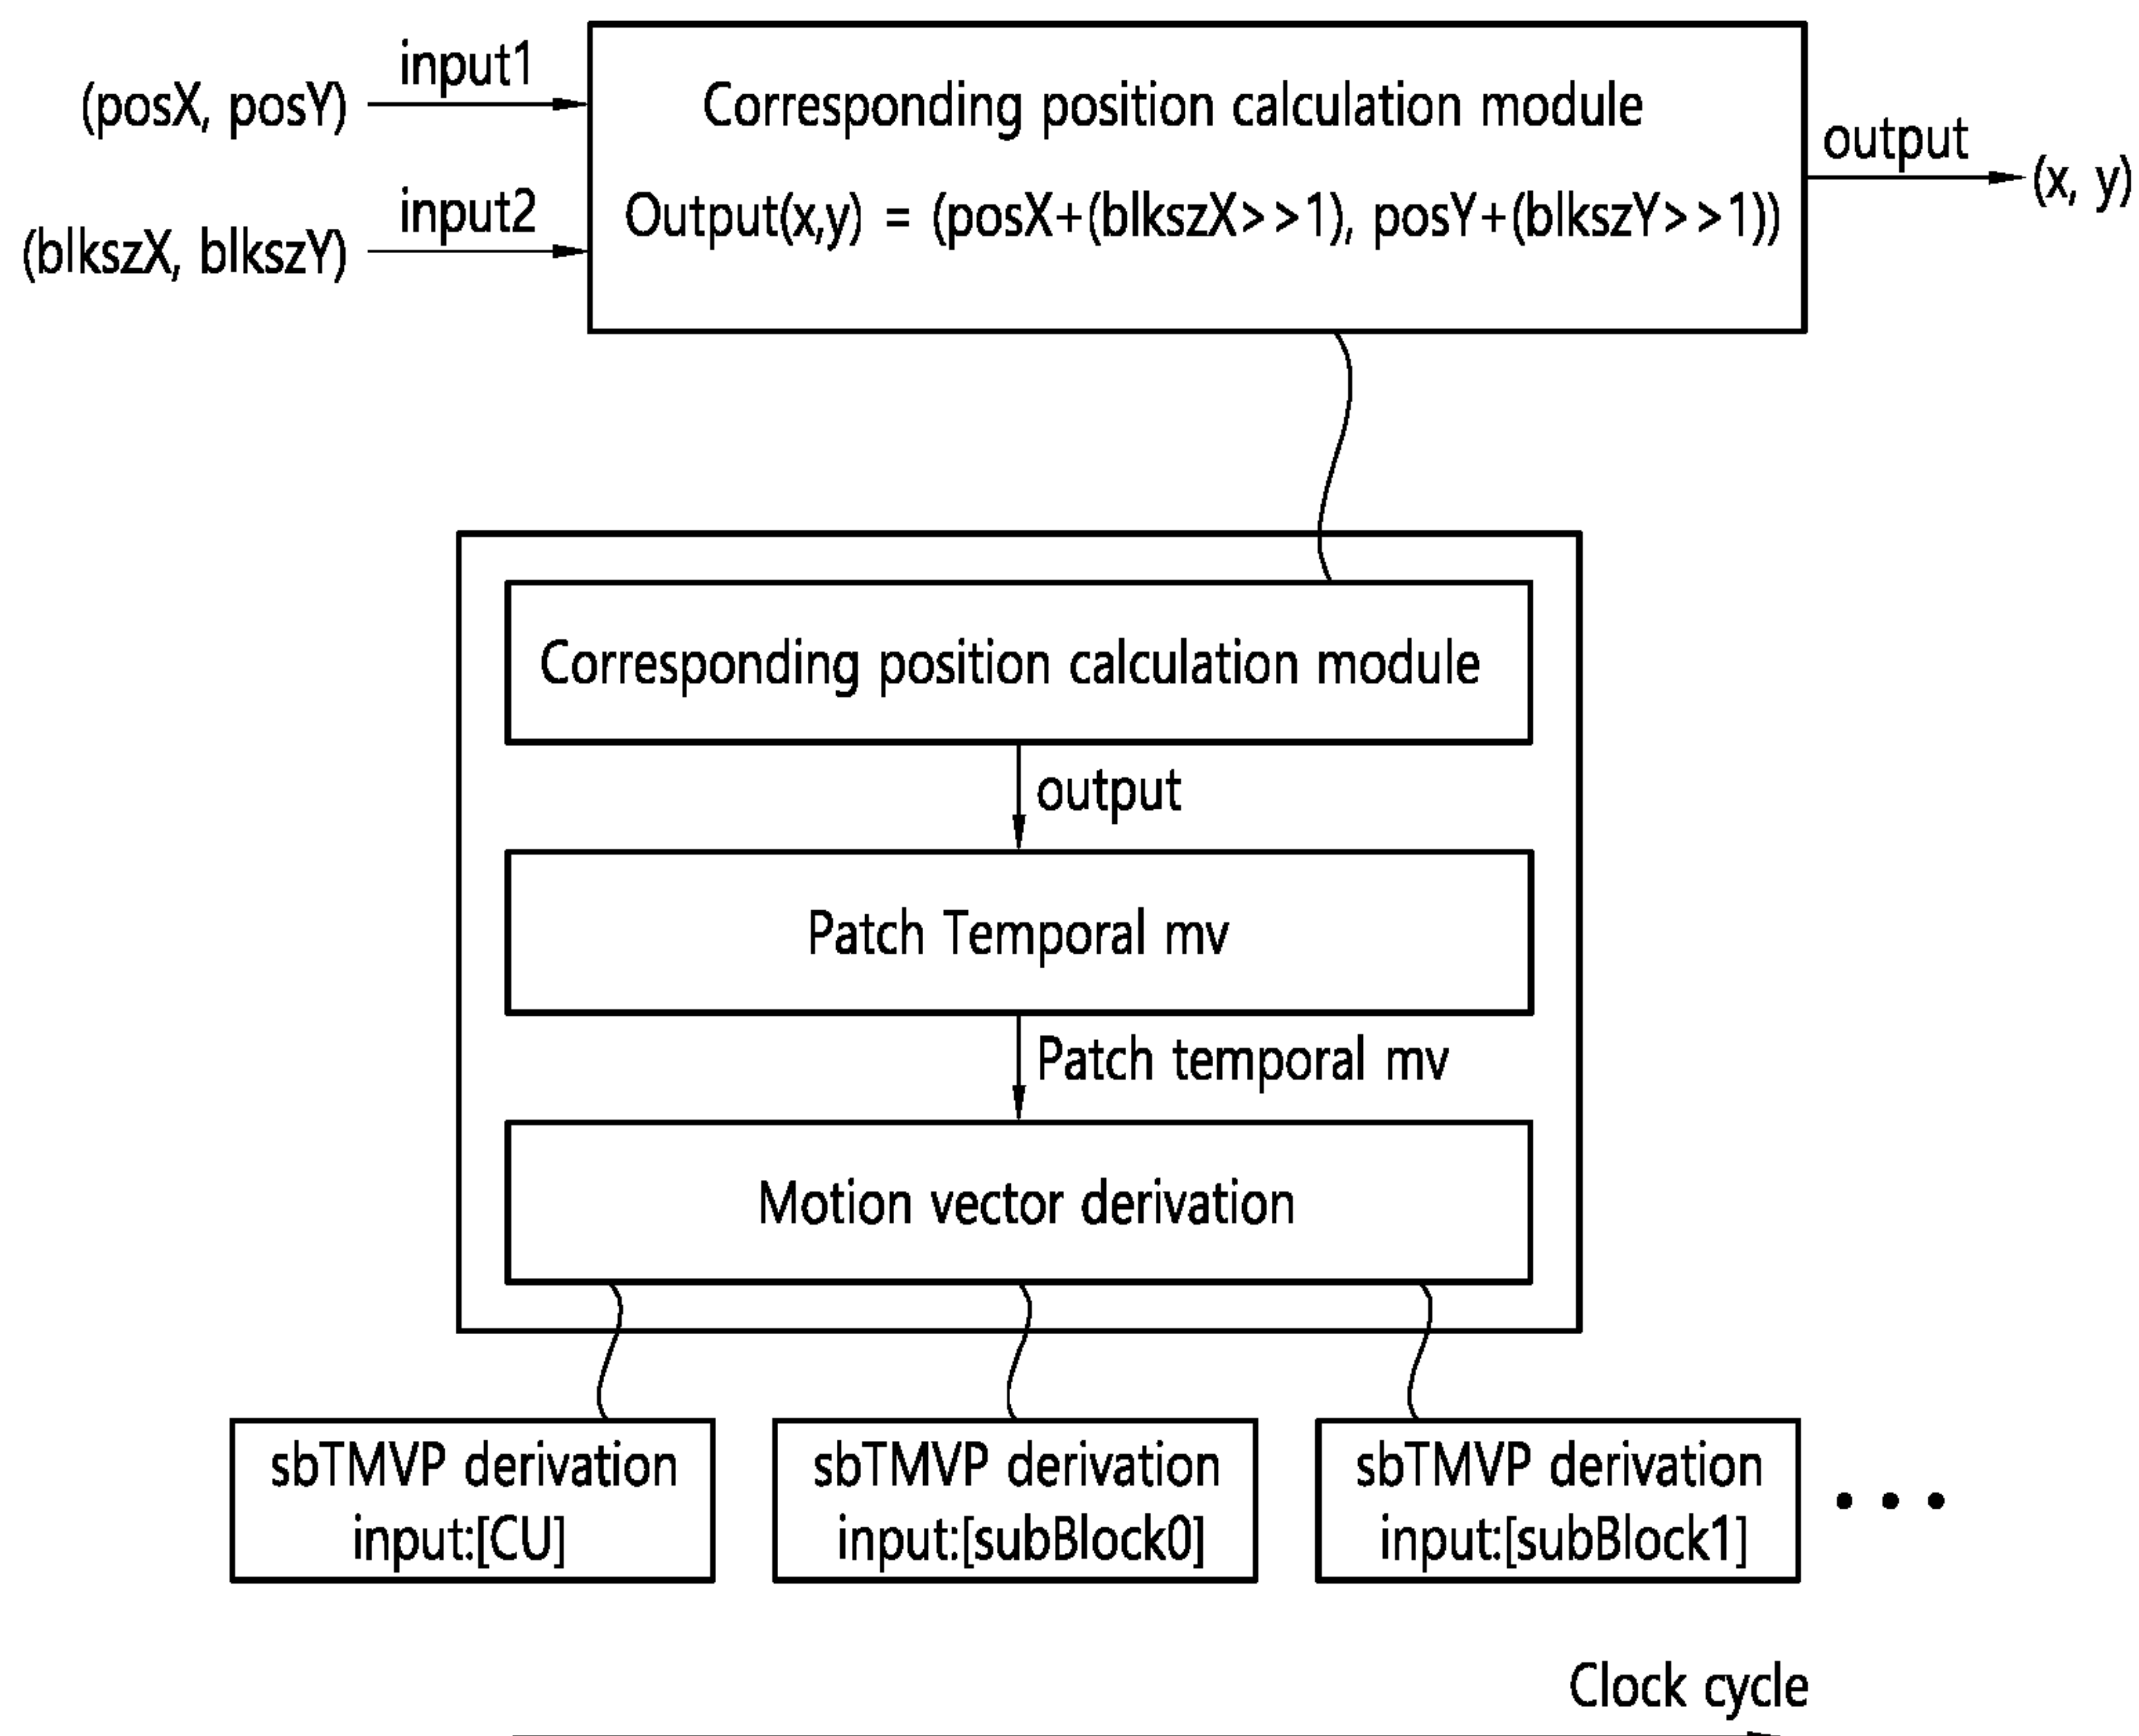 input1
(posX, posY)
Corresponding position calculation module
output
(x, y)
input2
(blkszX, blkszY)
Output(x,y) = (posX+(blkszX>>1), posY+(blkszY>>1))
Corresponding position calculation module
output
Patch Temporal mv
Patch temporal mv
Motion vector derivation
sbTMVP derivation
input:[CU]
sbTMVP derivation
input:[subBlock0]
sbTMVP derivation
input:[subBlock1]
• • •
Clock cycle